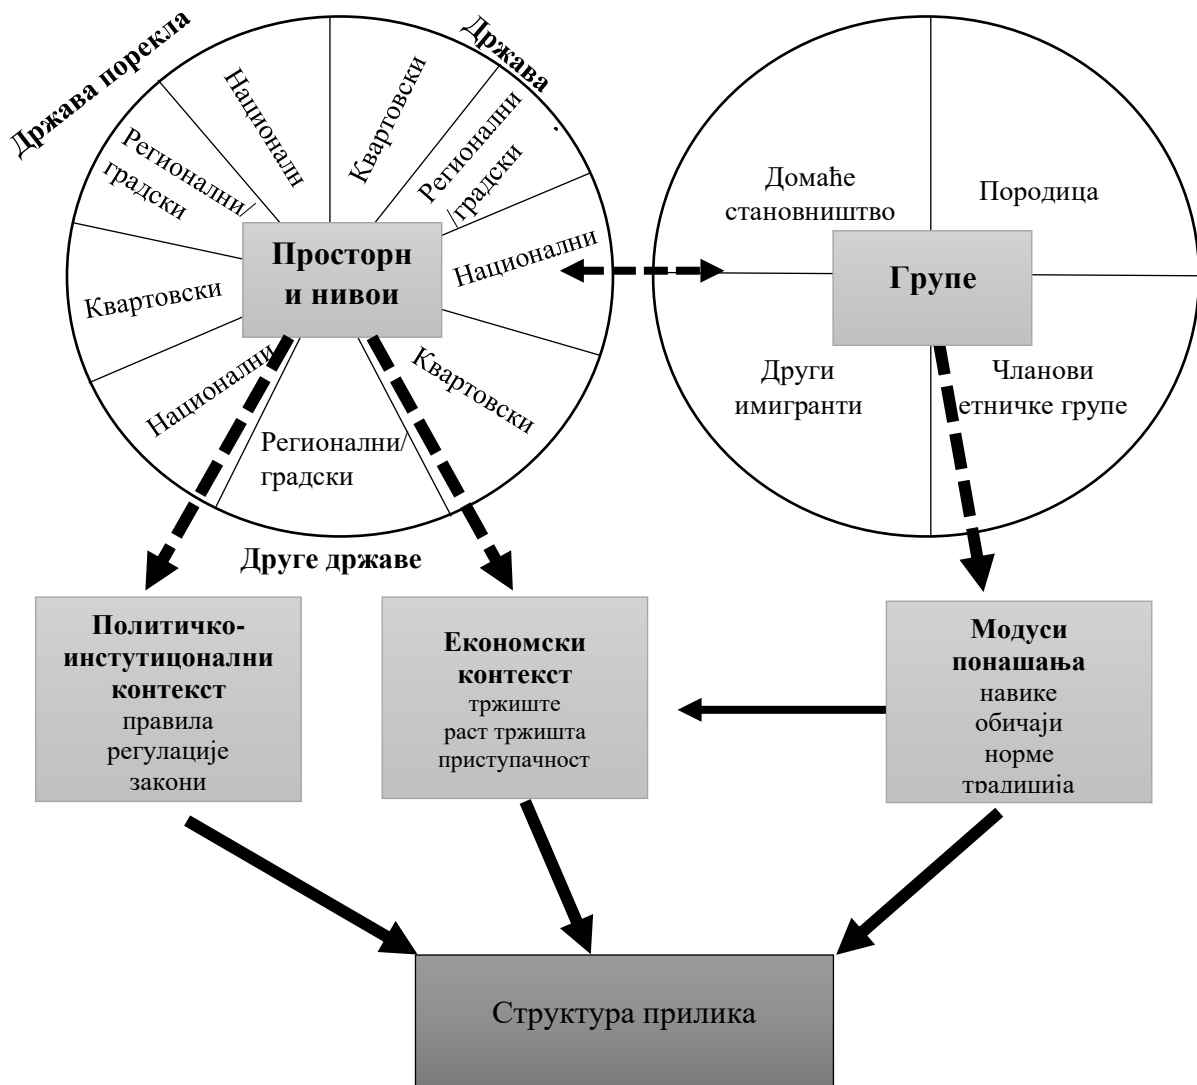 Држава порекла
Држава
.
Национaлн
Квартовски
Регионални
/градски
Регионални/
градски
Квартовски
Национални
Национални
Квартовски
Регионални/
градски
Просторн
и нивои
Друге државе
Домаће
становништво
Породица
Групе
Други
имигранти
Чланови
етничке групе
Политичко-
инстутицонални
контекст
правила
регулације
закони
Економски
контекст
тржиште
раст тржишта
приступачност
Модуси
понашања
навике
обичаји
норме
традиција
Структура прилика